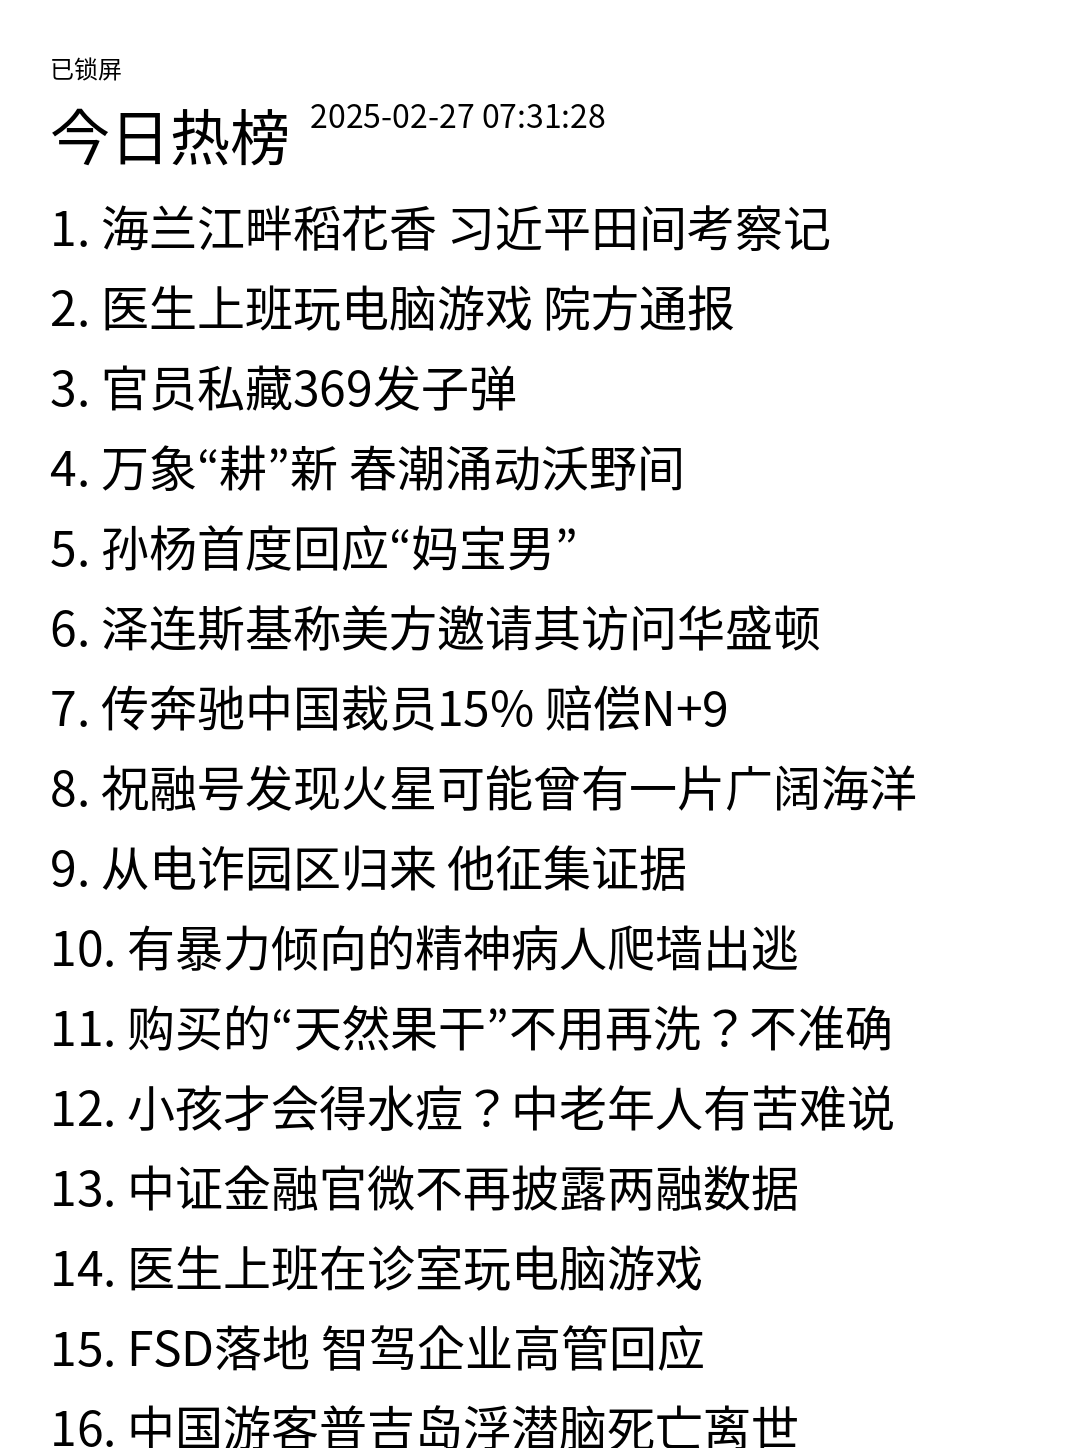 已锁屏
今日热榜 2025-02-27 07:31:28
1. 海兰江畔稻花香 习近平田间考察记
2. 医生上班玩电脑游戏 院方通报
3. 官员私藏369发子弹
4. 万象“耕”新 春潮涌动沃野间
5. 孙杨首度回应“妈宝男”
6. 泽连斯基称美方邀请其访问华盛顿
7. 传奔驰中国裁员15% 赔偿N+9
8. 祝融号发现火星可能曾有一片广阔海洋
9. 从电诈园区归来 他征集证据
10. 有暴力倾向的精神病人爬墙出逃
11. 购买的“天然果干”不用再洗？不准确
12. 小孩才会得水痘？中老年人有苦难说
13. 中证金融官微不再披露两融数据
14. 医生上班在诊室玩电脑游戏
15. FSD落地 智驾企业高管回应
16. 中国游客普吉岛浮潜脑死亡离世